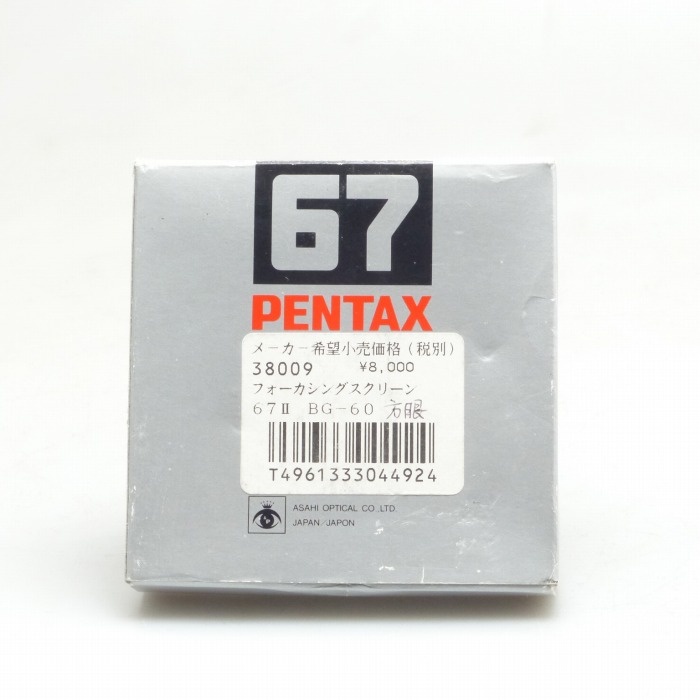 67
PENTAX
メーカー希望小売価格(税別)
38009 ¥8,000
フォーカシングスクリーン
67Ⅱ BG-60 方眼
T4961333044924
ASAHI OPTICAL CO.,LTD.
JAPAN/JAPON